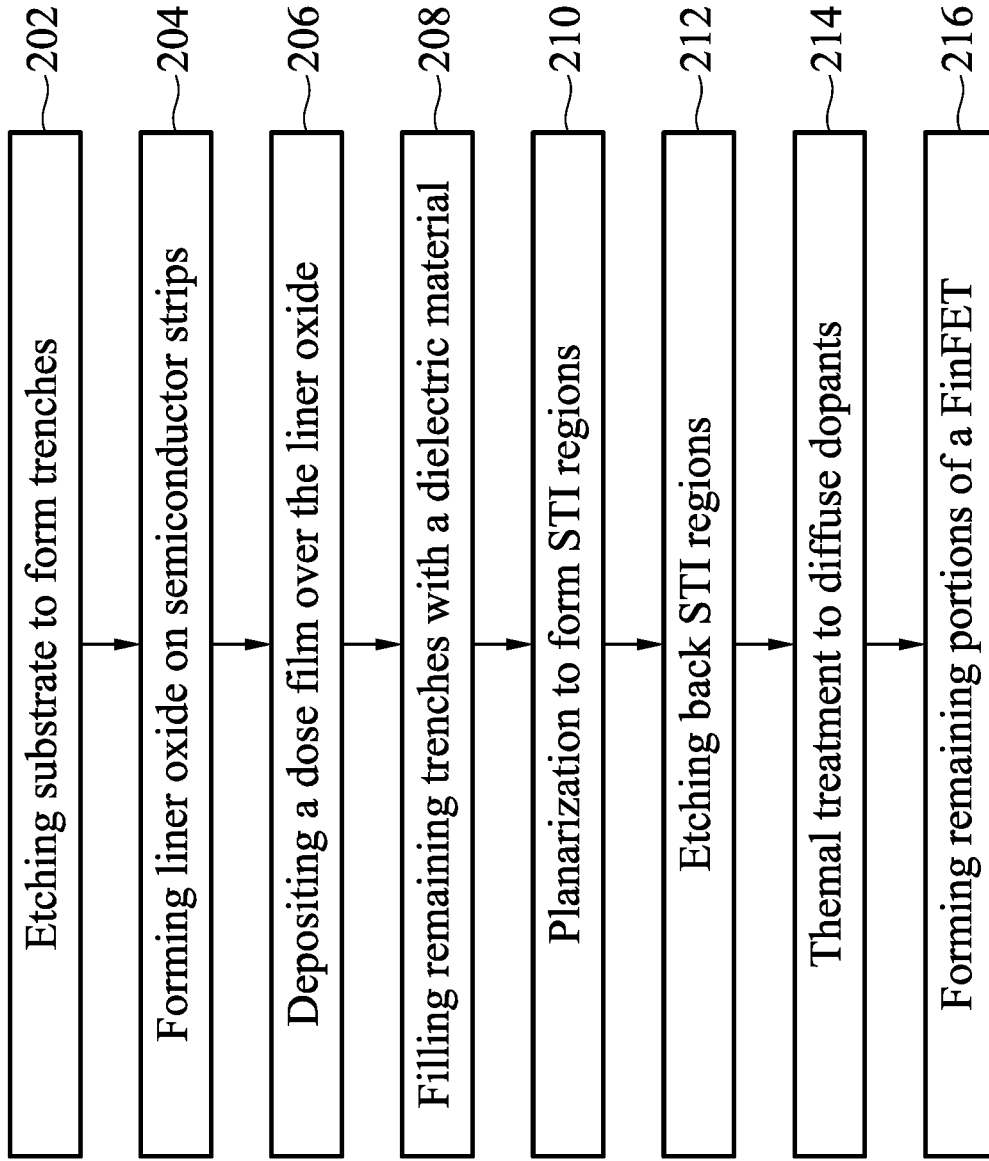 Etching substrate to form trenches 202
Forming liner oxide on semiconductor strips 204
Depositing a dose film over the liner oxide 206
Filling remaining trenches with a dielectric material 208
Planarization to form STI regions 210
Etching back STI regions 212
Themal treatment to diffuse dopants 214
Forming remaining portions of a FinFET 216